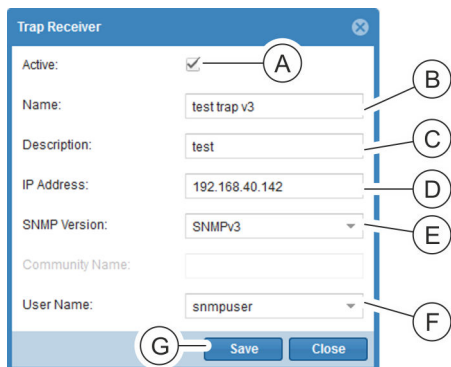 Trap Receiver
Active: A
Name: test trap v3 B
Description: test C
IP Address: 192.168.40.142 D
SNMP Version: SNMPv3 E
Community Name:
User Name: snmpuser F
G Save Close